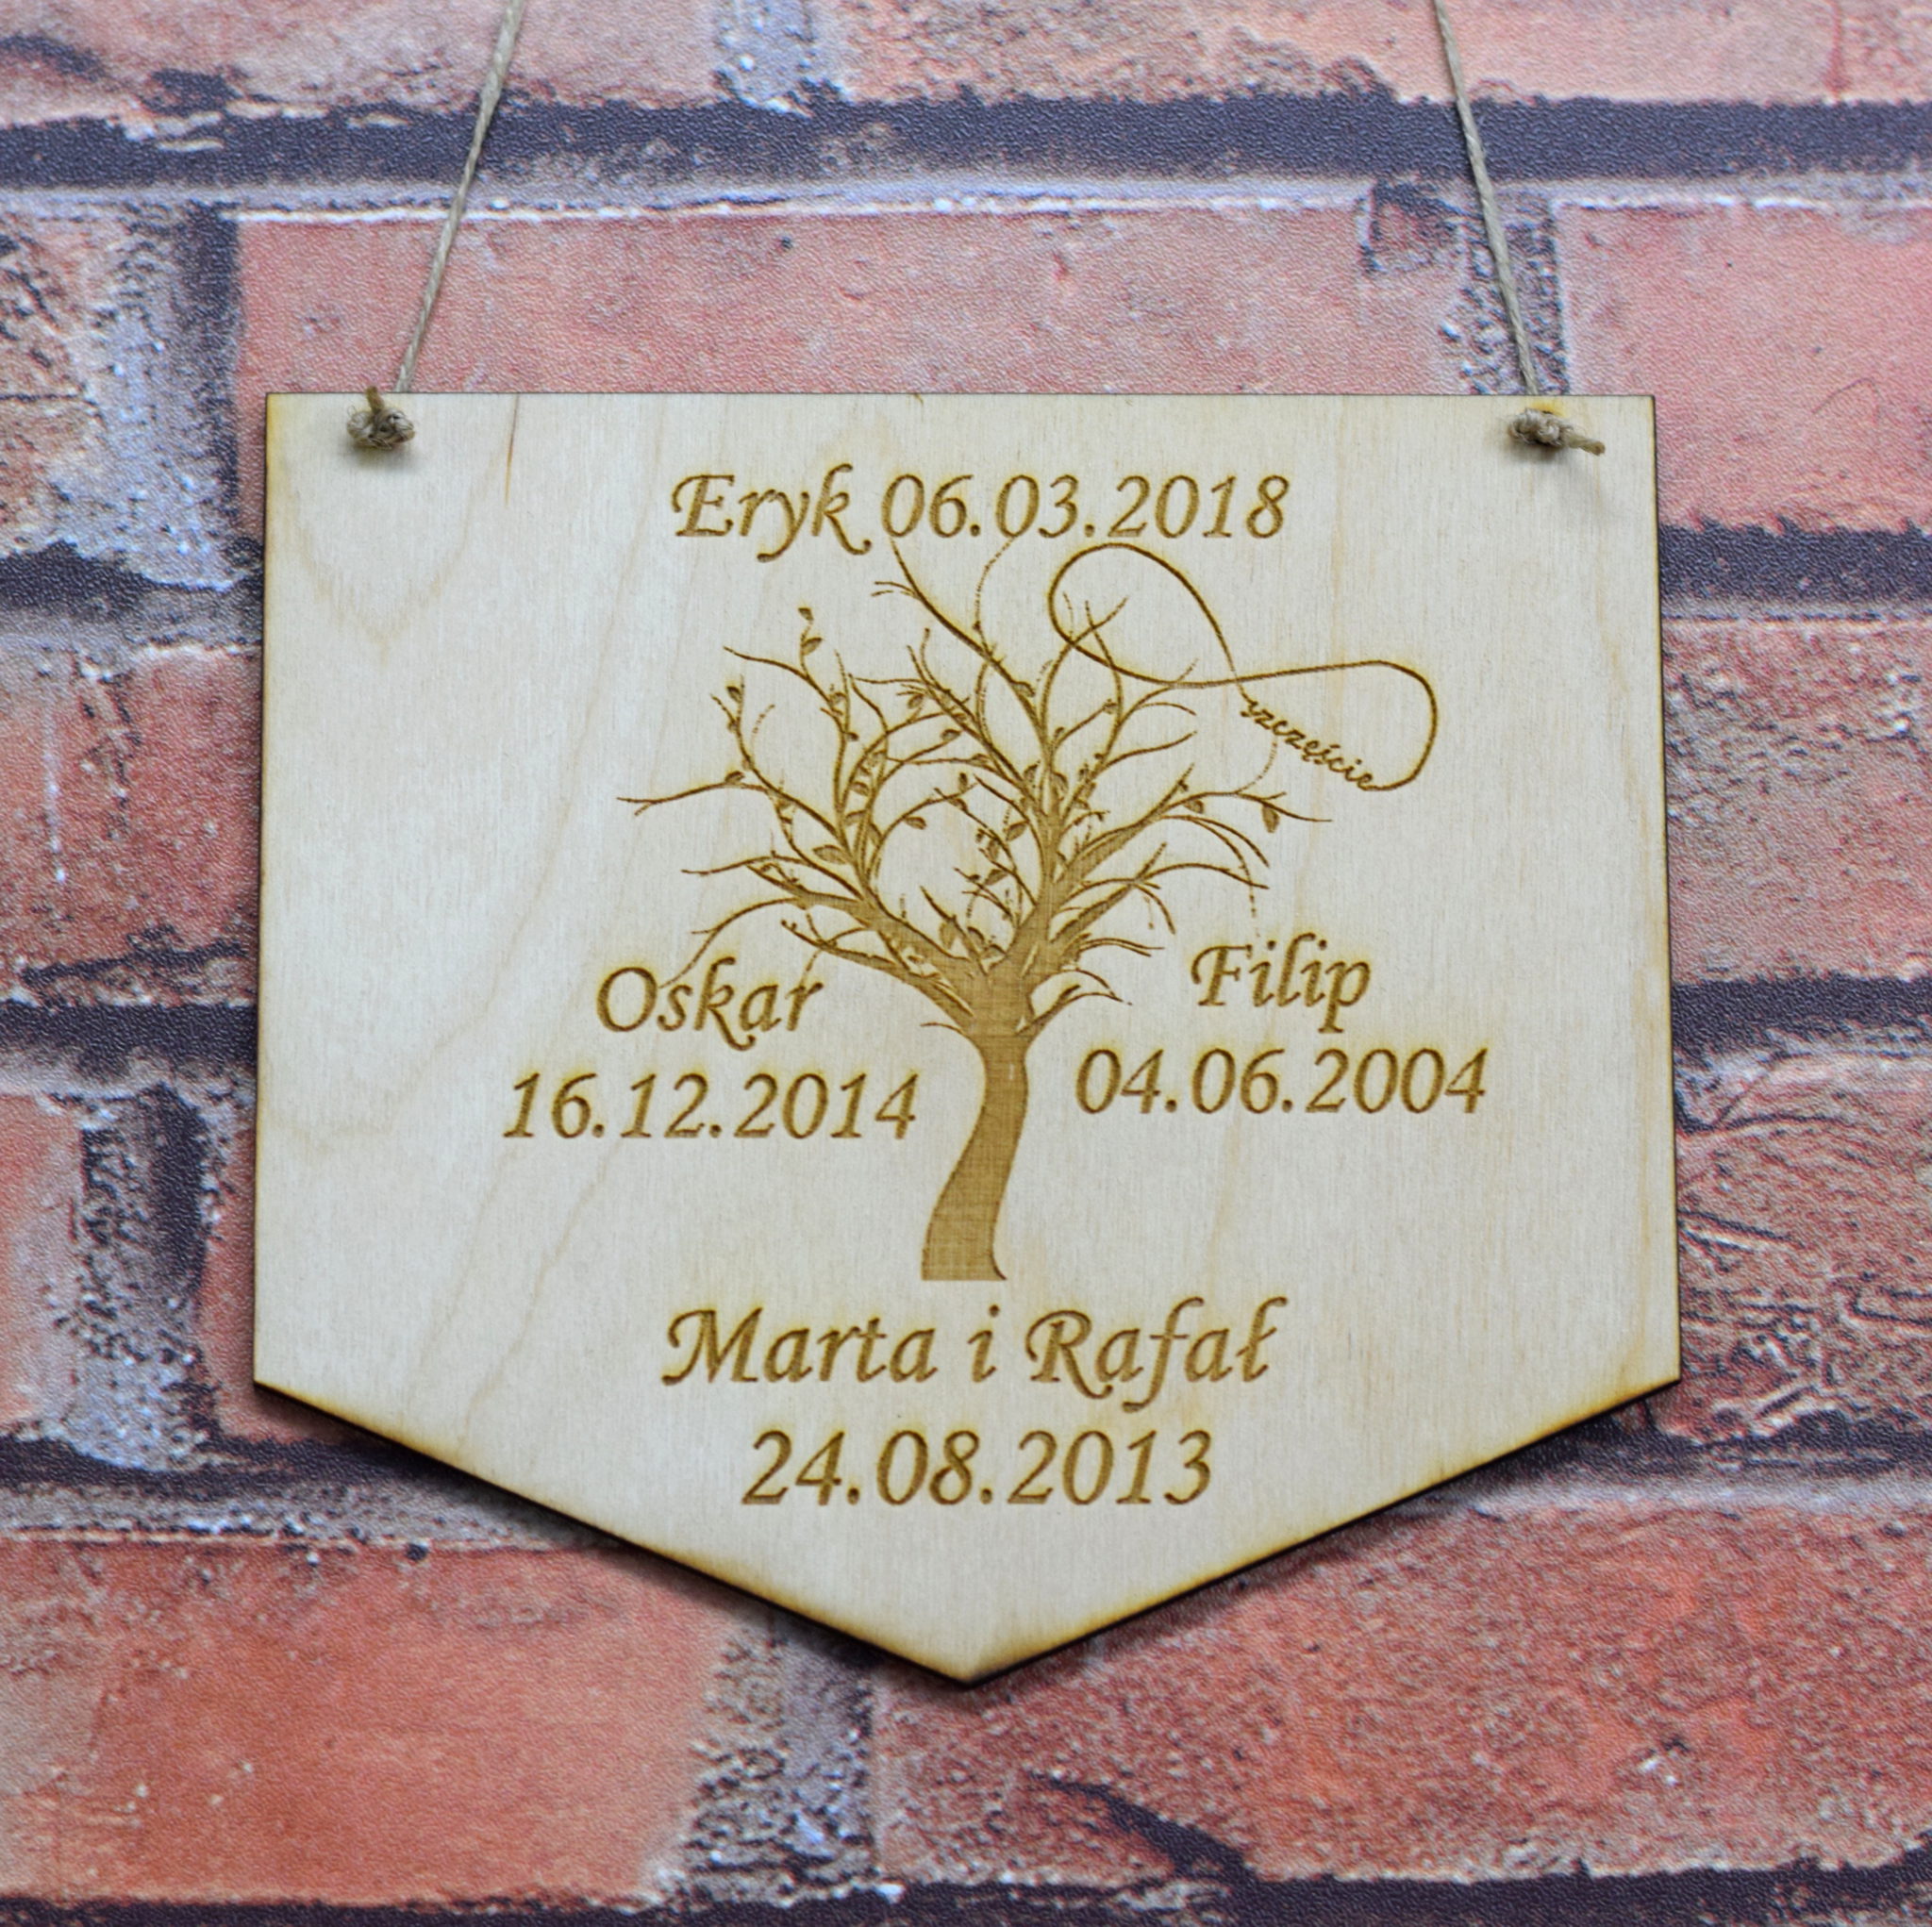 Eryk 06.03.2018
szczęście
Oskar
16.12.2014
Filip
04.06.2004
Marta i Rafał
24.08.2013